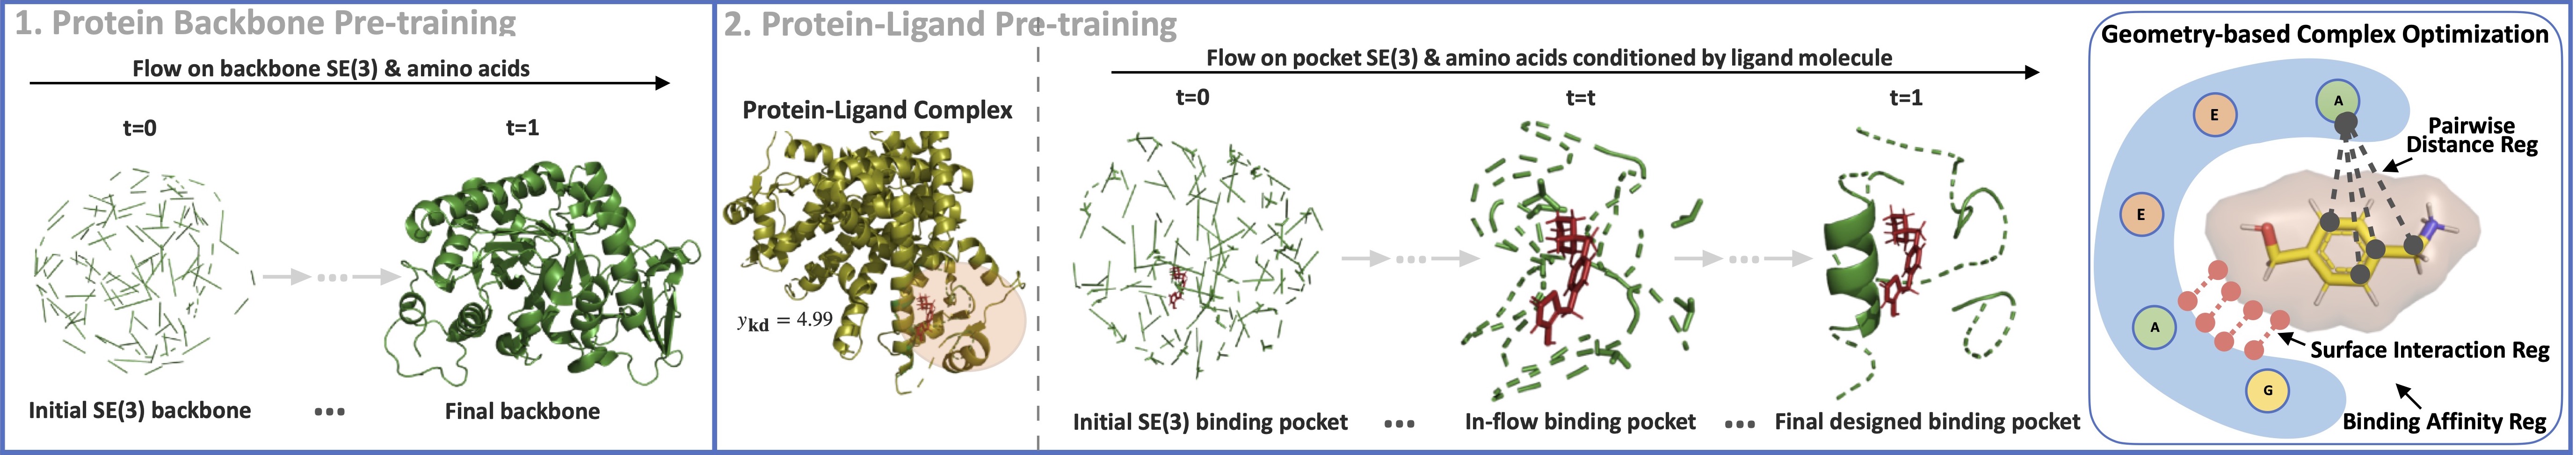 1. Protein Backbone Pre-training
Flow on backbone SE(3) & amino acids
t=0
t=1
Initial SE(3) backbone
...
Final backbone
2. Protein-Ligand Pre-training
Protein-Ligand Complex
ykd = 4.99
Flow on pocket SE(3) & amino acids conditioned by ligand molecule
t=0
t=t
t=1
Initial SE(3) binding pocket
...
In-flow binding pocket
...
Final designed binding pocket
Geometry-based Complex Optimization
E
A
Pairwise
Distance Reg
E
A
Surface Interaction Reg
G
Binding Affinity Reg